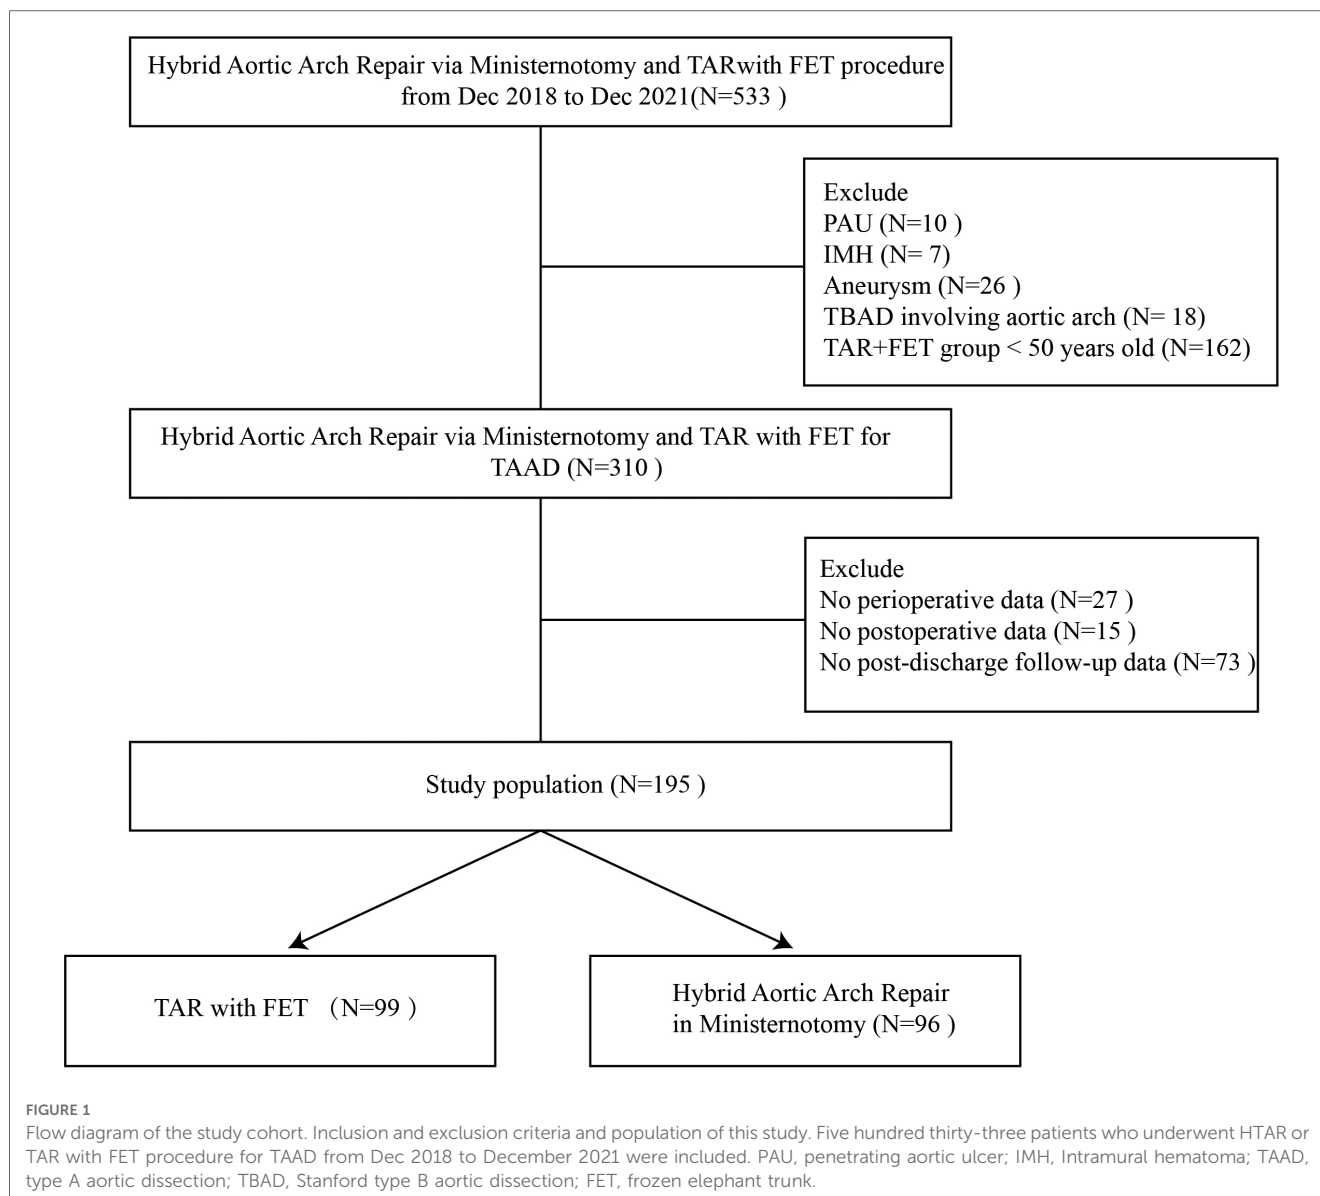 Hybrid Aortic Arch Repair via Ministernotomy and TARwith FET procedure
from Dec 2018 to Dec 2021(N=533 )
Exclude
PAU (N=10 )
IMH (N= 7)
Aneurysm (N=26 )
TBAD involving aortic arch (N= 18)
TAR+FET group < 50 years old (N=162)
Hybrid Aortic Arch Repair via Ministernotomy and TAR with FET for
TAAD (N=310 )
Exclude
No perioperative data (N=27 )
No postoperative data (N=15 )
No post-discharge follow-up data (N=73 )
Study population (N=195 )
TAR with FET （N=99 ）
Hybrid Aortic Arch Repair
in Ministernotomy (N=96 )
FIGURE 1
Flow diagram of the study cohort. Inclusion and exclusion criteria and population of this study. Five hundred thirty-three patients who underwent HTAR or
TAR with FET procedure for TAAD from Dec 2018 to December 2021 were included. PAU, penetrating aortic ulcer; IMH, Intramural hematoma; TAAD,
type A aortic dissection; TBAD, Stanford type B aortic dissection; FET, frozen elephant trunk.